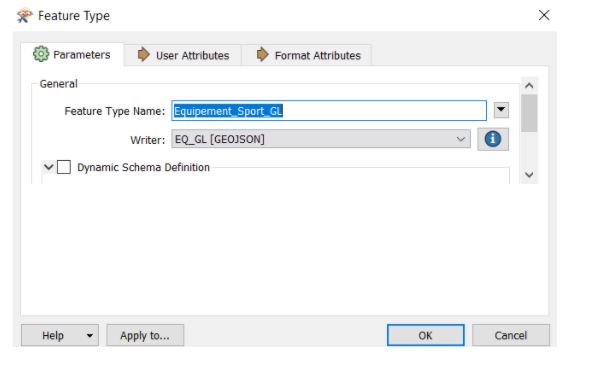 Feature Type
Parameters User Attributes Format Attributes
General
Feature Type Name: Equipement_Sport_GL
Writer: EQ_GL [GEOJSON]
Dynamic Schema Definition
Help Apply to... OK Cancel